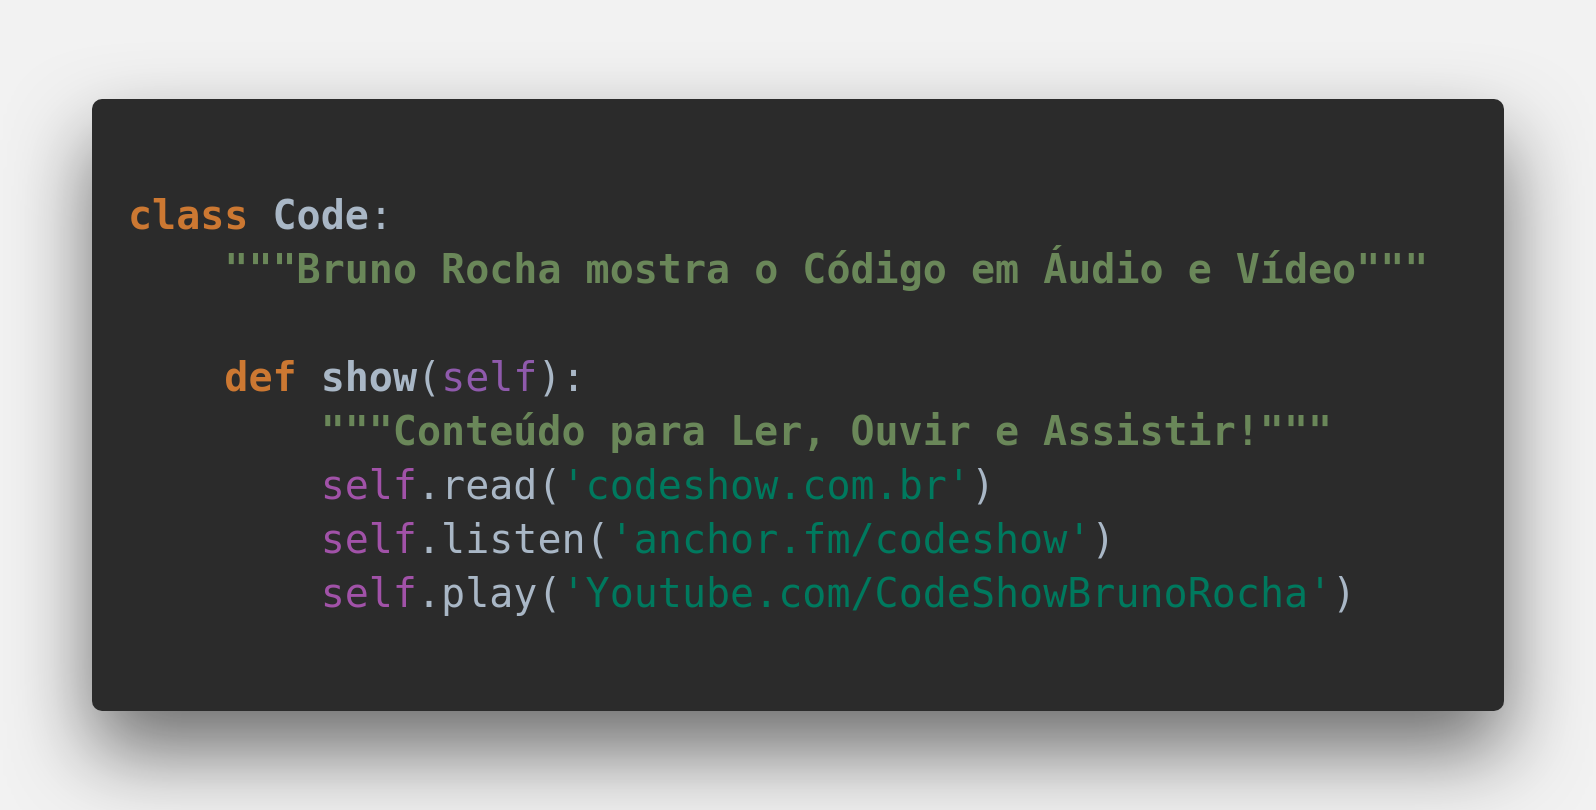 class Code:
    """Bruno Rocha mostra o Código em Áudio e Vídeo"""
    def show(self):
        """Conteúdo para Ler, Ouvir e Assistir!"""
        self.read('codeshow.com.br')
        self.listen('anchor.fm/codeshow')
        self.play('Youtube.com/CodeShowBrunoRocha')